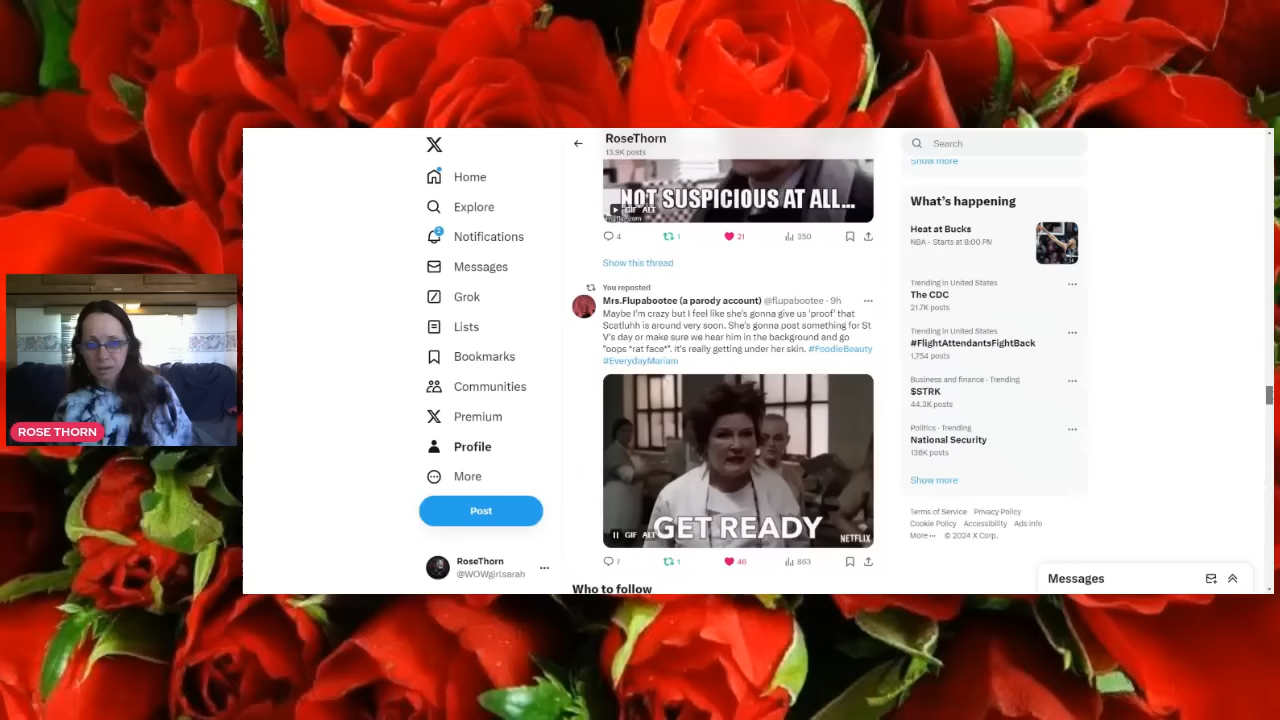 RoseThorn
13.9K posts
NOT SUSPICIOUS AT ALL...
GIF ALT
imgflip.com
4
1
21
350
Show this thread
You reposted
Mrs.Flupabootee (a parody account) @flupabootee · 9h
Maybe I'm crazy but I feel like she's gonna give us 'proof' that
Scatluhh is around very soon. She's gonna post something for St
V's day or make sure we hear him in the background and go
"oops *rat face*". It's really getting under her skin. #FoodieBeauty
#EverydayMariam
GET READY
GIF ALT
NETFLIX
7
1
46
863
Who to follow
Home
Explore
2
Notifications
Messages
Grok
Lists
Bookmarks
Communities
Premium
Profile
More
Post
RoseThorn
@WOWgirlsarah
Search
Show more
What's happening
Heat at Bucks
NBA · Starts at 8:00 PM
Trending in United States
The CDC
21.7K posts
Trending in United States
#FlightAttendantsFightBack
1,754 posts
Business and finance · Trending
$STRK
44.3K posts
Politics · Trending
National Security
136K posts
Show more
Terms of Service Privacy Policy
Cookie Policy Accessibility Ads info
More ··· © 2024 X Corp.
Messages
ROSE THORN